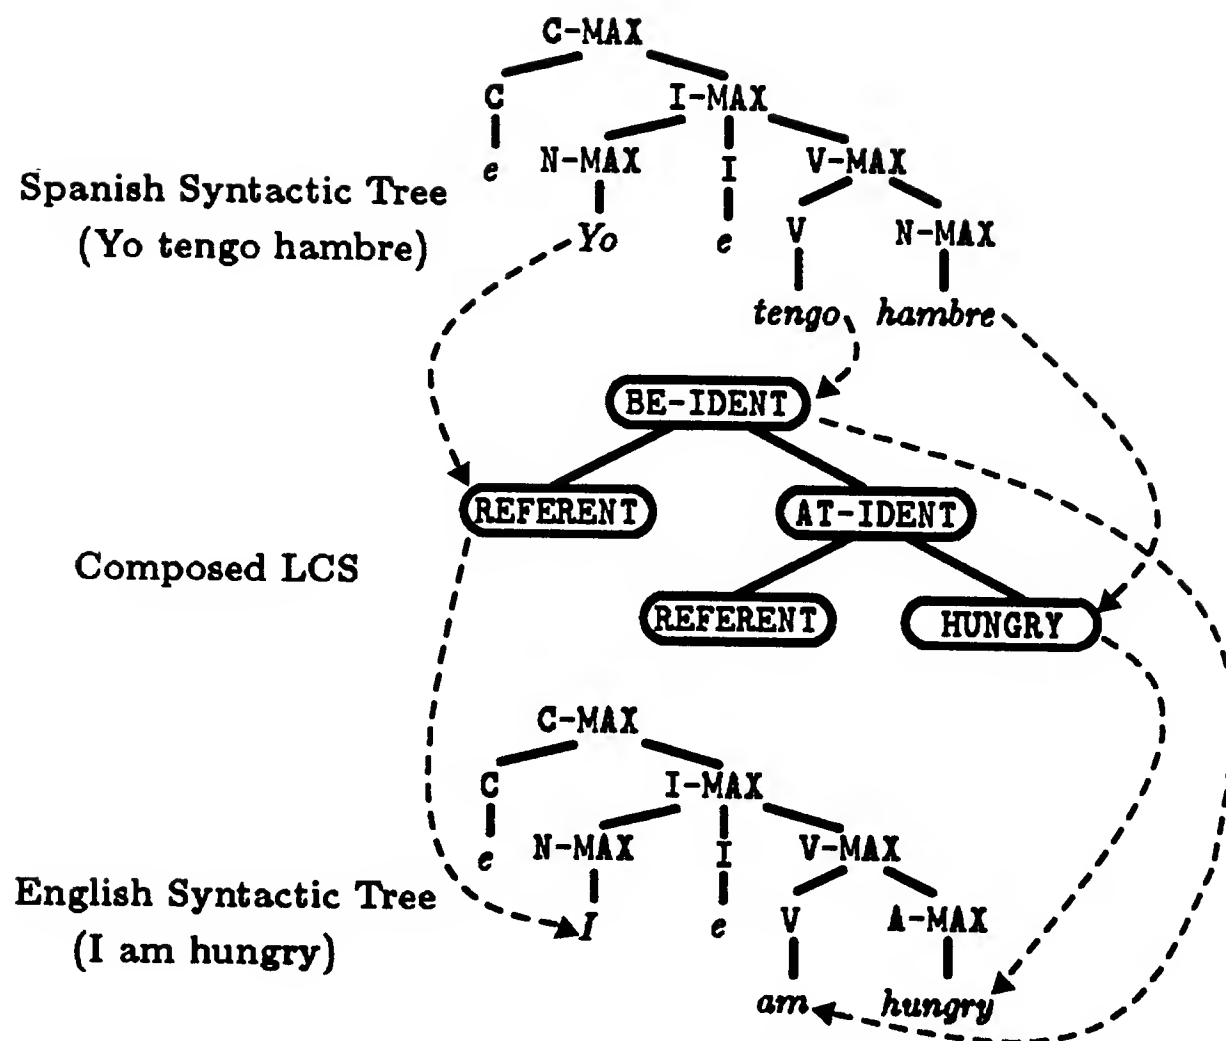 C-MAX
C I-MAX
e N-MAX I V-MAX
Spanish Syntactic Tree
(Yo tengo hambre)
Yo e V N-MAX
tengo hambre
BE-IDENT
REFERENT AT-IDENT
Composed LCS
REFERENT HUNGRY
C-MAX
C I-MAX
e N-MAX I V-MAX
English Syntactic Tree
(I am hungry)
I e V A-MAX
am hungry